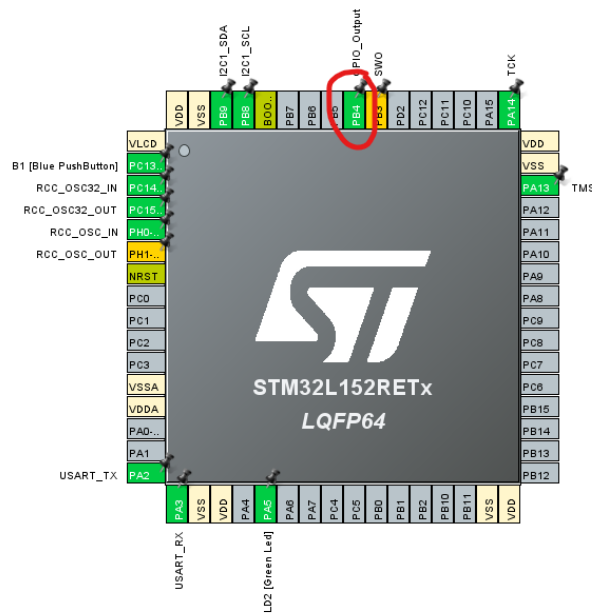 I2C1_SDA
I2C1_SCL
GPIO_Output
SWO
TCK
VDD
VSS
PB9
PB8
BOO..
PB7
PB6
PB5
PB4
PB3
PD2
PC12
PC11
PC10
PA15
PA14
VLCD
B1 [Blue PushButton] PC13..
RCC_OSC32_IN PC14..
RCC_OSC32_OUT PC15..
RCC_OSC_IN PH0-..
RCC_OSC_OUT PH1-..
NRST
PC0
PC1
PC2
PC3
VSSA
VDDA
PA0-..
PA1
USART_TX PA2
VDD
VSS
PA13 TMS
PA12
PA11
PA10
PA9
PA8
PC9
PC8
PC7
PC6
PB15
PB14
PB13
PB12
ST
STM32L152RETx
LQFP64
PA3
VSS
VDD
PA4
PA5
PA6
PA7
PC4
PC5
PB0
PB1
PB2
PB10
PB11
VSS
VDD
USART_RX
LD2 [Green Led]